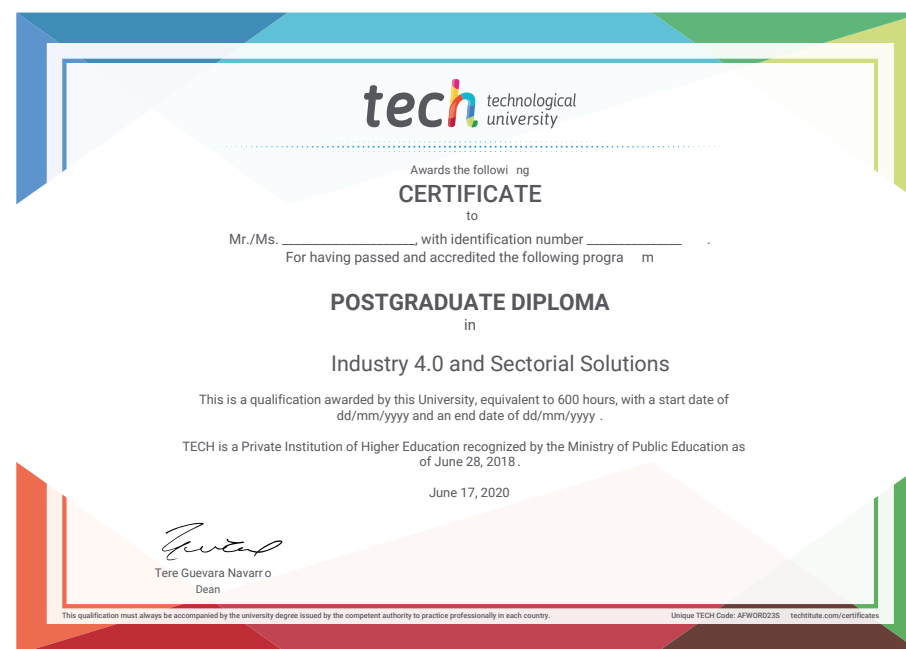 tech technological
university
Awards the followi ng
CERTIFICATE
to
Mr./Ms. ____________________, with identification number ______________ .
For having passed and accredited the following progra m
POSTGRADUATE DIPLOMA
in
Industry 4.0 and Sectorial Solutions
This is a qualification awarded by this University, equivalent to 600 hours, with a start date of
dd/mm/yyyy and an end date of dd/mm/yyyy .
TECH is a Private Institution of Higher Education recognized by the Ministry of Public Education as
of June 28, 2018 .
June 17, 2020
Tere Guevara Navarr o
Dean
This qualification must always be accompanied by the university degree issued by the competent authority to practice professionally in each country.
Unique TECH Code: AFWORD23S techtitute.com/certificates